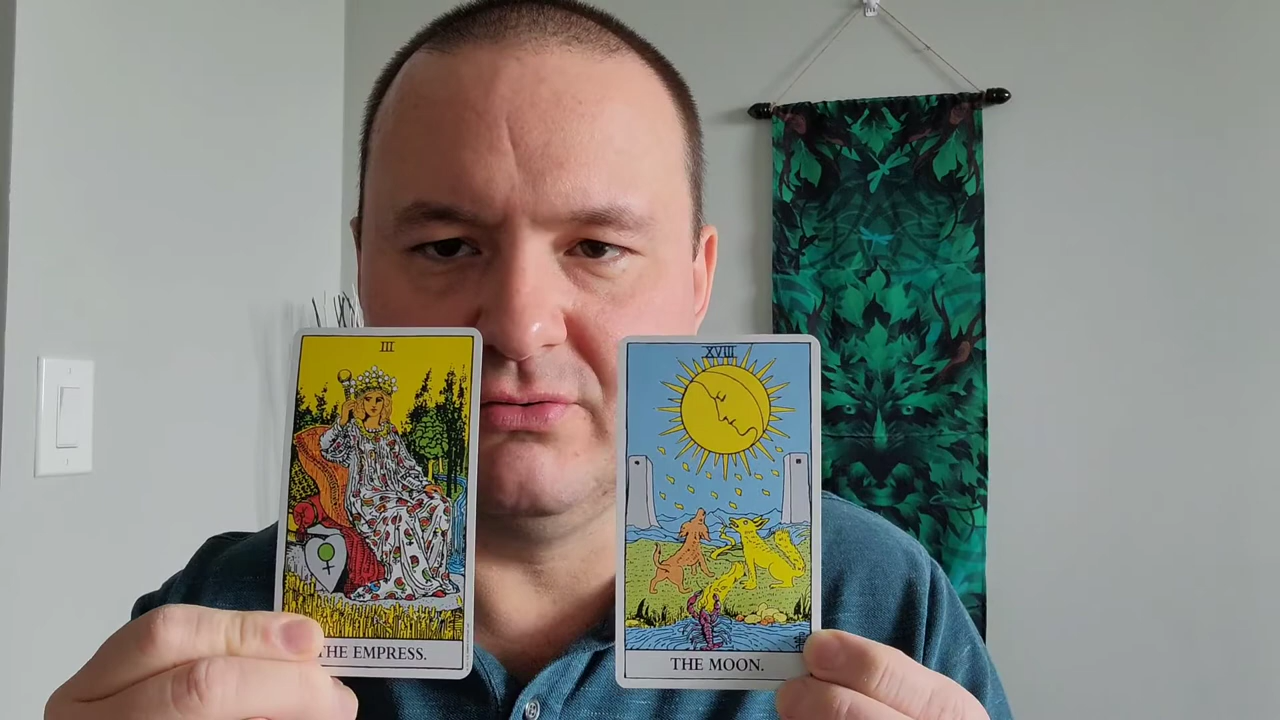 III
THE EMPRESS.
XVIII
THE MOON.